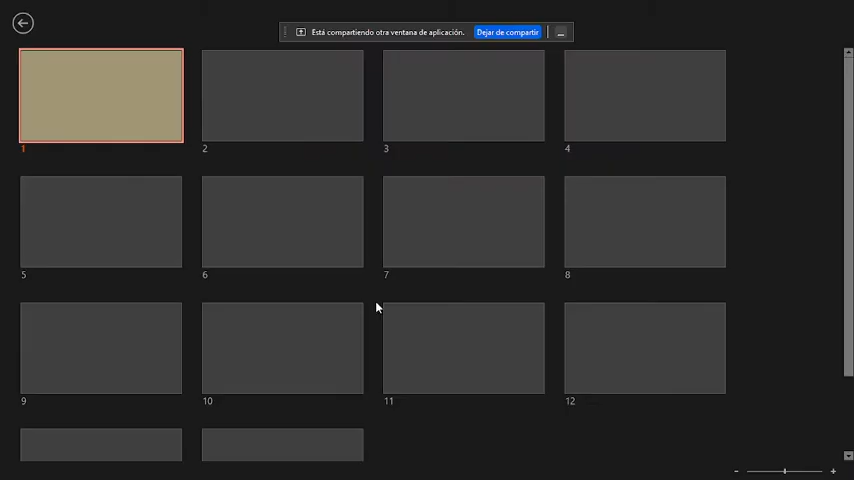 Está compartiendo otra ventana de aplicación. Dejar de compartir
1 2 3 4
5 6 7 8
9 10 11 12